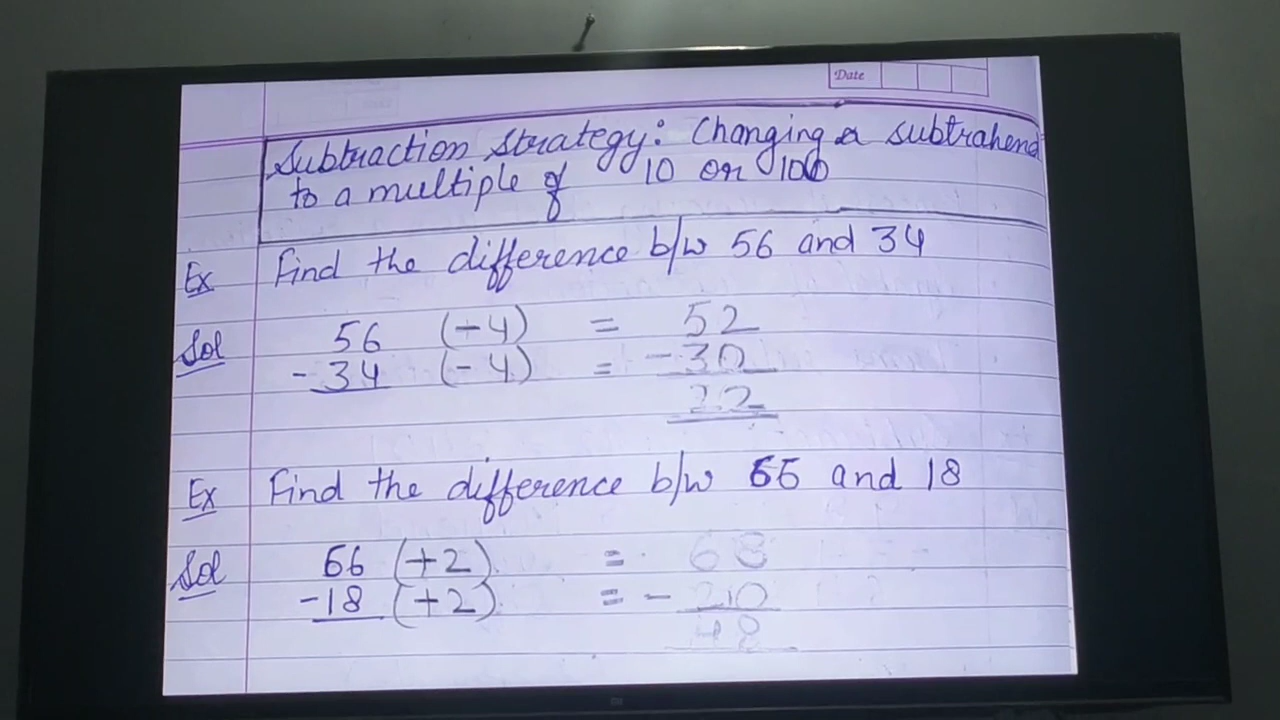 Date
Subtraction Strategy: Changing a subtrahend
to a multiple of 10 or 100
Ex Find the difference b/w 56 and 34
Sol 56 (-4) = 52
- 34 (-4) = - 30
22
Ex Find the difference b/w 66 and 18
Sol 66 (+2) = 68
- 18 (+2) = - 20
48
mi